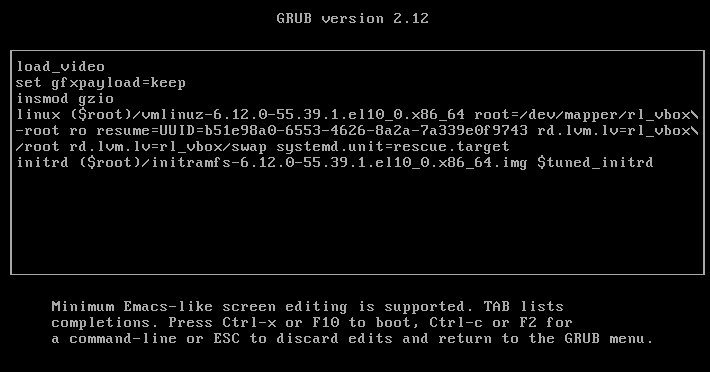 GRUB version 2.12
load_video
set gfxpayload=keep
insmod gzio
linux ($root)/vmlinuz-6.12.0-55.39.1.el10_0.x86_64 root=/dev/mapper/rl_vbox\
-root ro resume=UUID=b51e98a0-6553-4626-8a2a-7a339e0f9743 rd.lvm.lv=rl_vbox\
/root rd.lvm.lv=rl_vbox/swap systemd.unit=rescue.target
initrd ($root)/initramfs-6.12.0-55.39.1.el10_0.x86_64.img $tuned_initrd
Minimum Emacs-like screen editing is supported. TAB lists
completions. Press Ctrl-x or F10 to boot, Ctrl-c or F2 for
a command-line or ESC to discard edits and return to the GRUB menu.